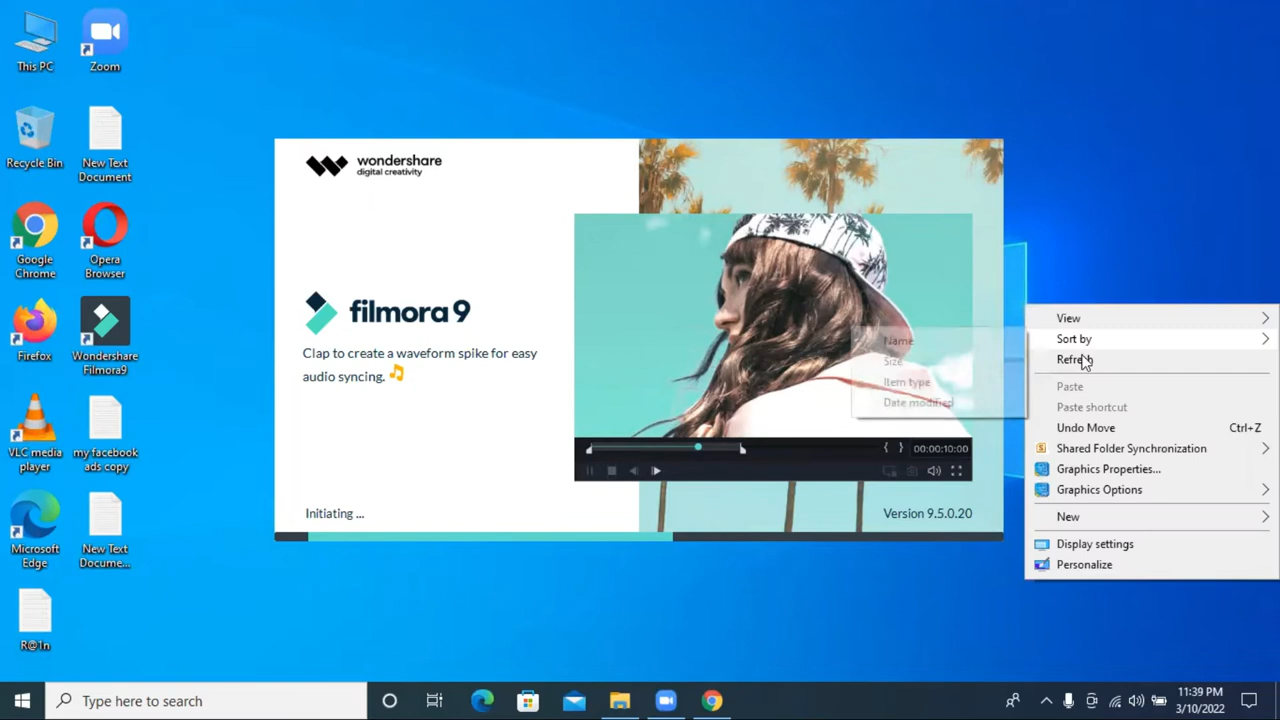 This PC
Zoom
Recycle Bin
New Text
Document
Google
Chrome
Opera
Browser
Firefox
Wondershare
Filmora9
VLC media
player
my facebook
ads copy
Microsoft
Edge
New Text
Docume...
R@1n
wondershare
digital creativity
filmora 9
Clap to create a waveform spike for easy
audio syncing.
Initiating ...
Version 9.5.0.20
00:00:10:00
Name
Size
Item type
Date modified
View
Sort by
Refresh
Paste
Paste shortcut
Undo Move Ctrl+Z
Shared Folder Synchronization
Graphics Properties...
Graphics Options
New
Display settings
Personalize
Type here to search
11:39 PM
3/10/2022